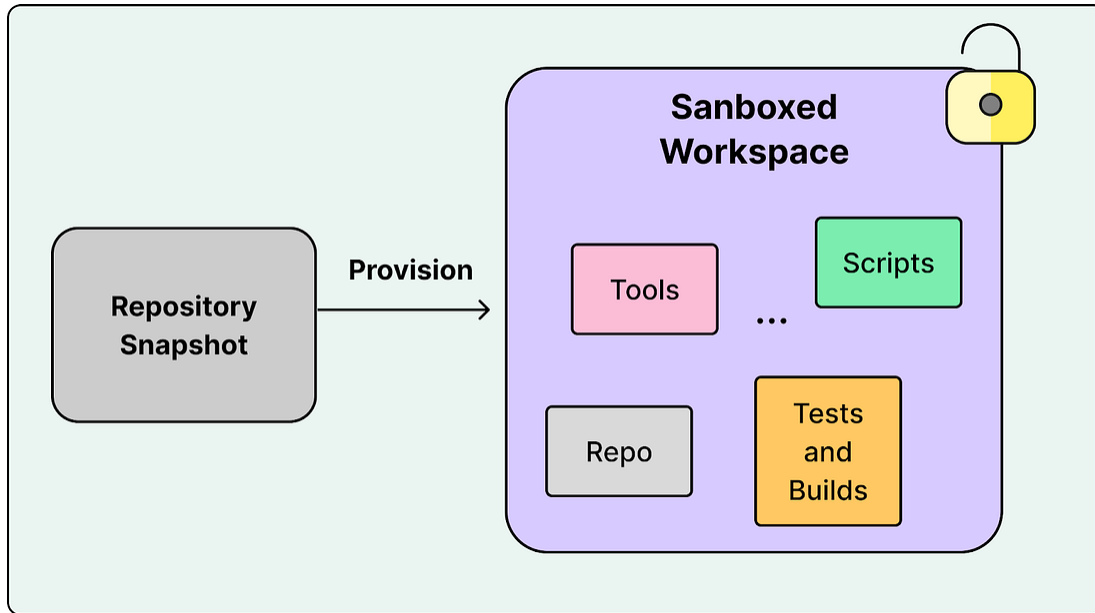 Sanboxed
Workspace
Repository
Snapshot
Provision
Tools
Scripts
...
Repo
Tests
and
Builds